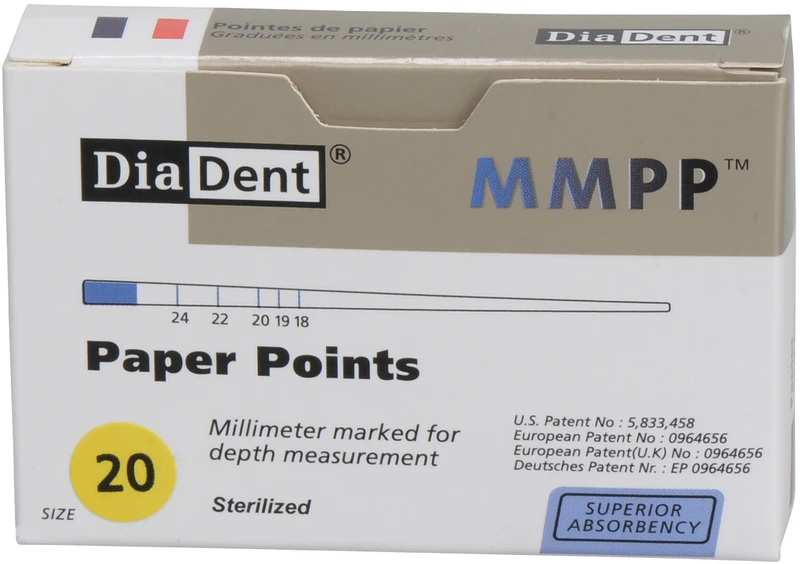 Pointes de papier
Graduées en millimètres
DiaDent®
DiaDent®
MMPP™
24 22 20 19 18
Paper Points
Millimeter marked for
depth measurement
20
SIZE
Sterilized
U.S. Patent No : 5,833,458
European Patent No : 0964656
European Patent(U.K) No : 0964656
Deutsches Patent Nr. : EP 0964656
SUPERIOR
ABSORBENCY